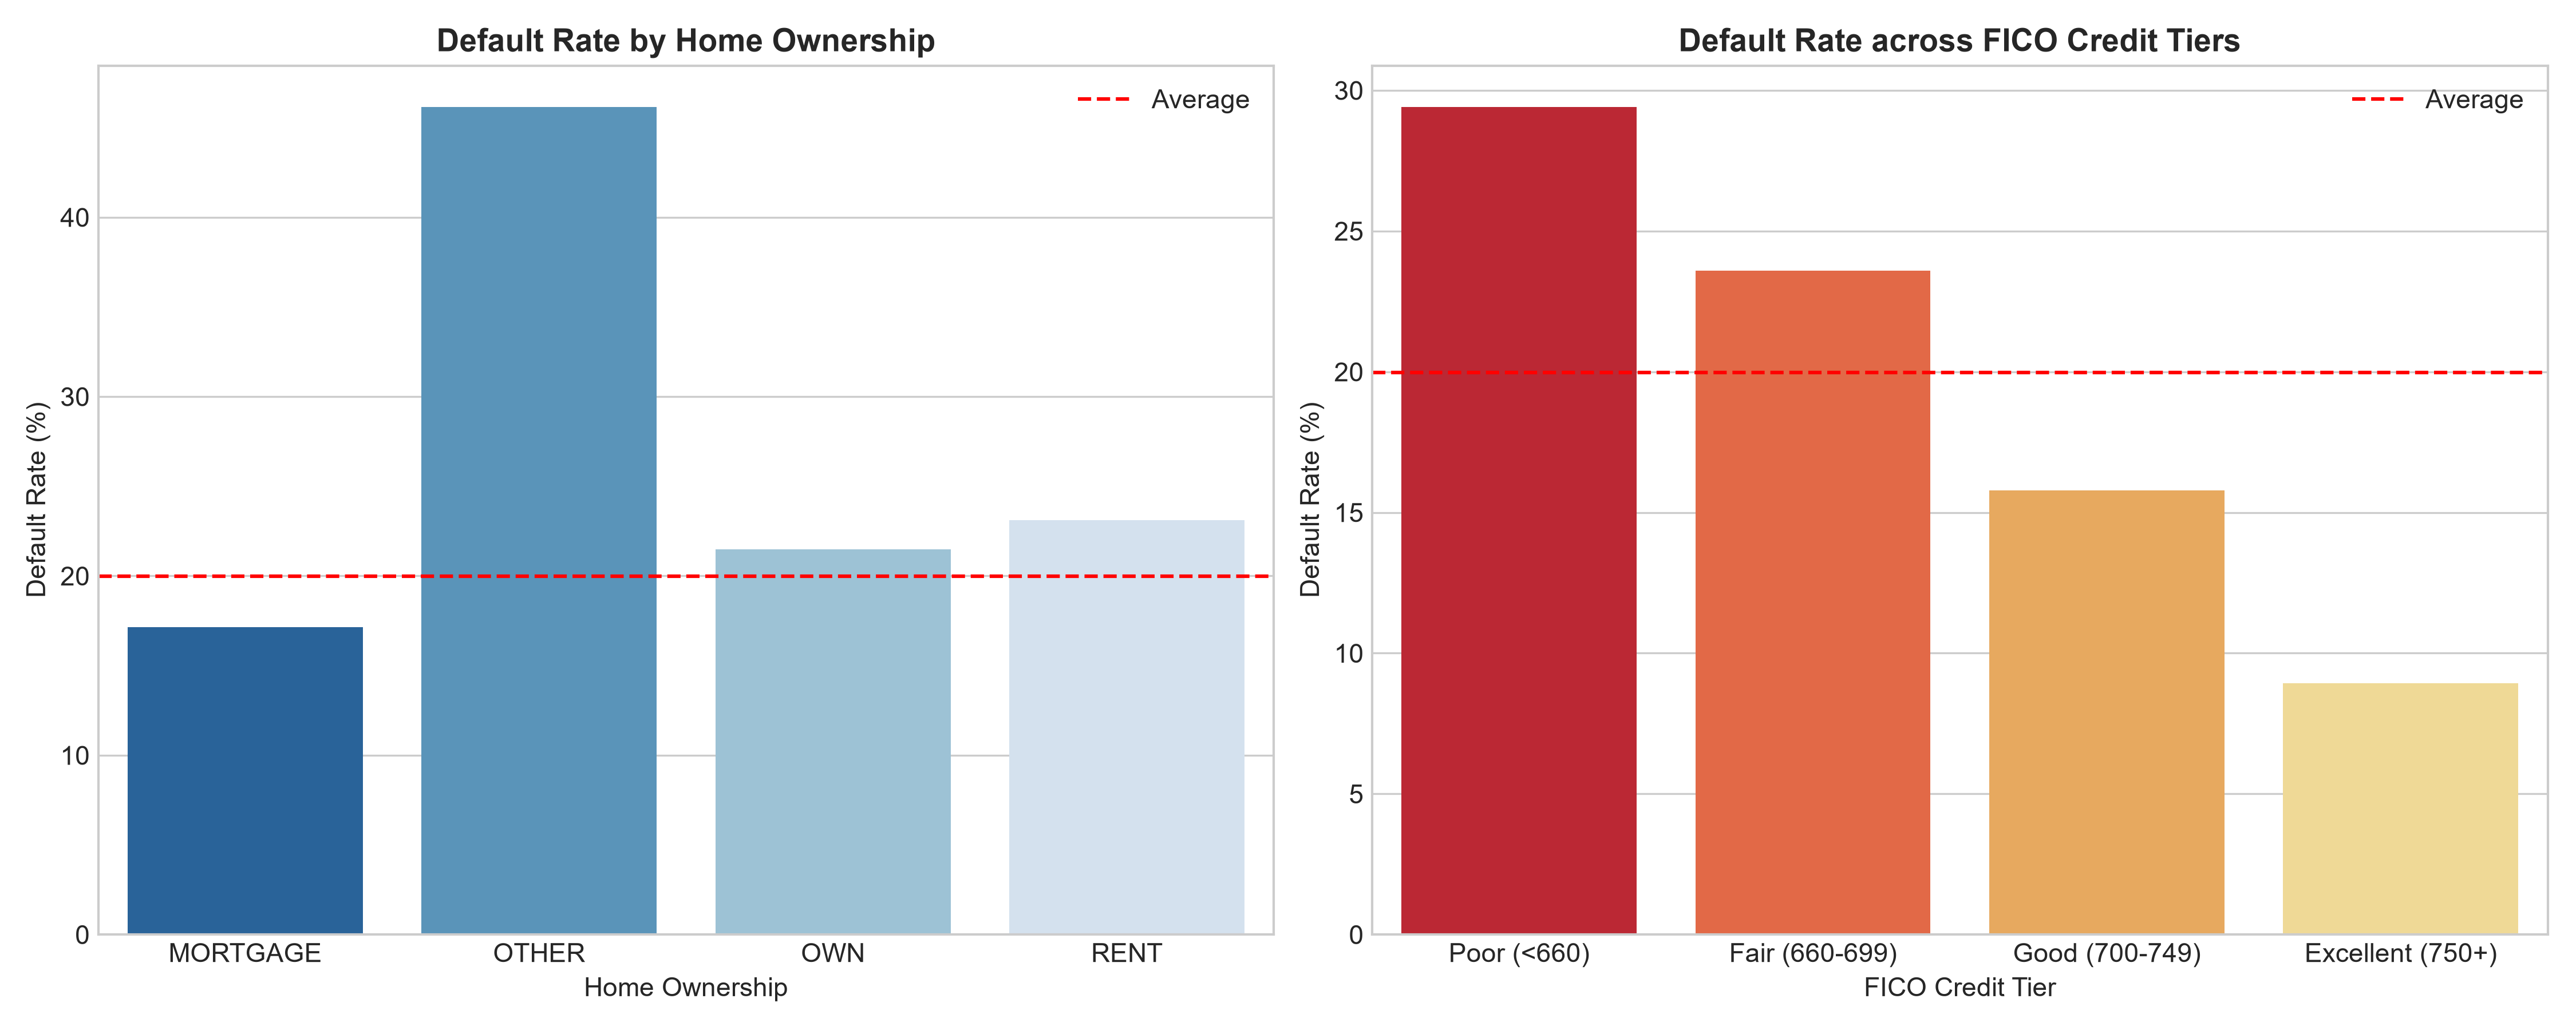 Default Rate by Home Ownership
Average
Default Rate (%)
40
30
20
10
0
MORTGAGE OTHER OWN RENT
Home Ownership
Default Rate across FICO Credit Tiers
Average
Default Rate (%)
30
25
20
15
10
5
0
Poor (<660) Fair (660-699) Good (700-749) Excellent (750+)
FICO Credit Tier